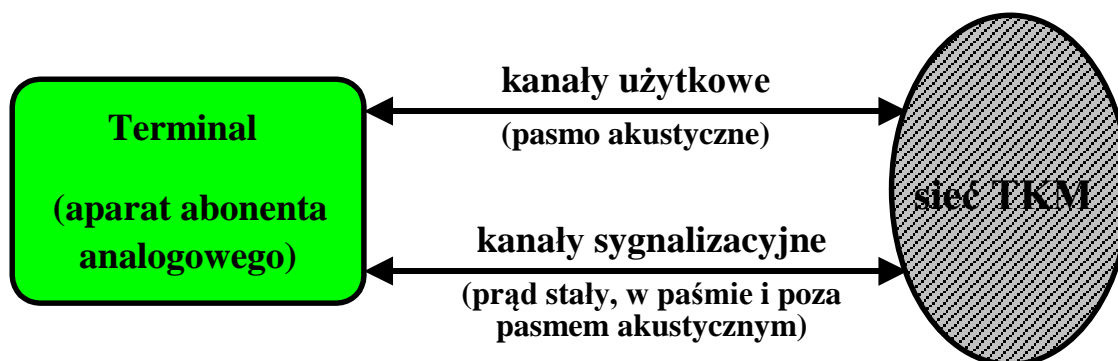 Terminal
(aparat abonenta
analogowego)
kanały użytkowe
(pasmo akustyczne)
kanały sygnalizacyjne
(prąd stały, w paśmie i poza
pasmem akustycznym)
sieć TKM